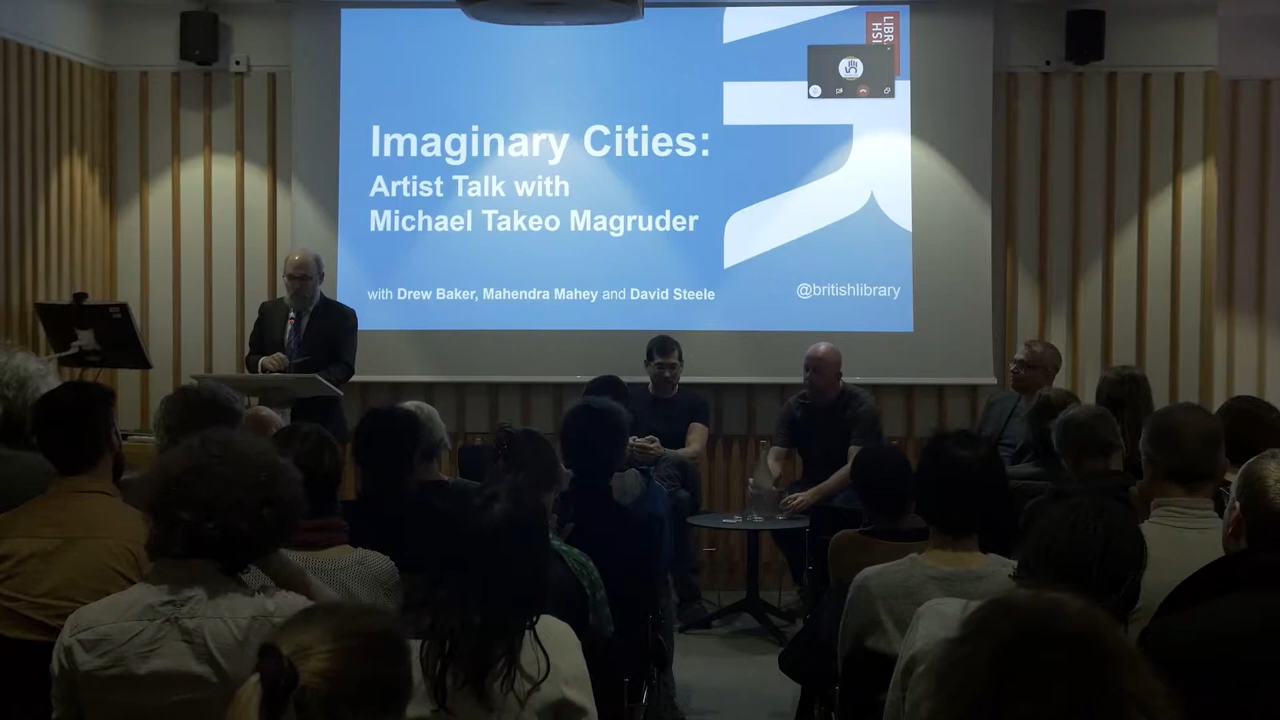 Imaginary Cities:
Artist Talk with
Michael Takeo Magruder
with Drew Baker, Mahendra Mahey and David Steele
@britishlibrary